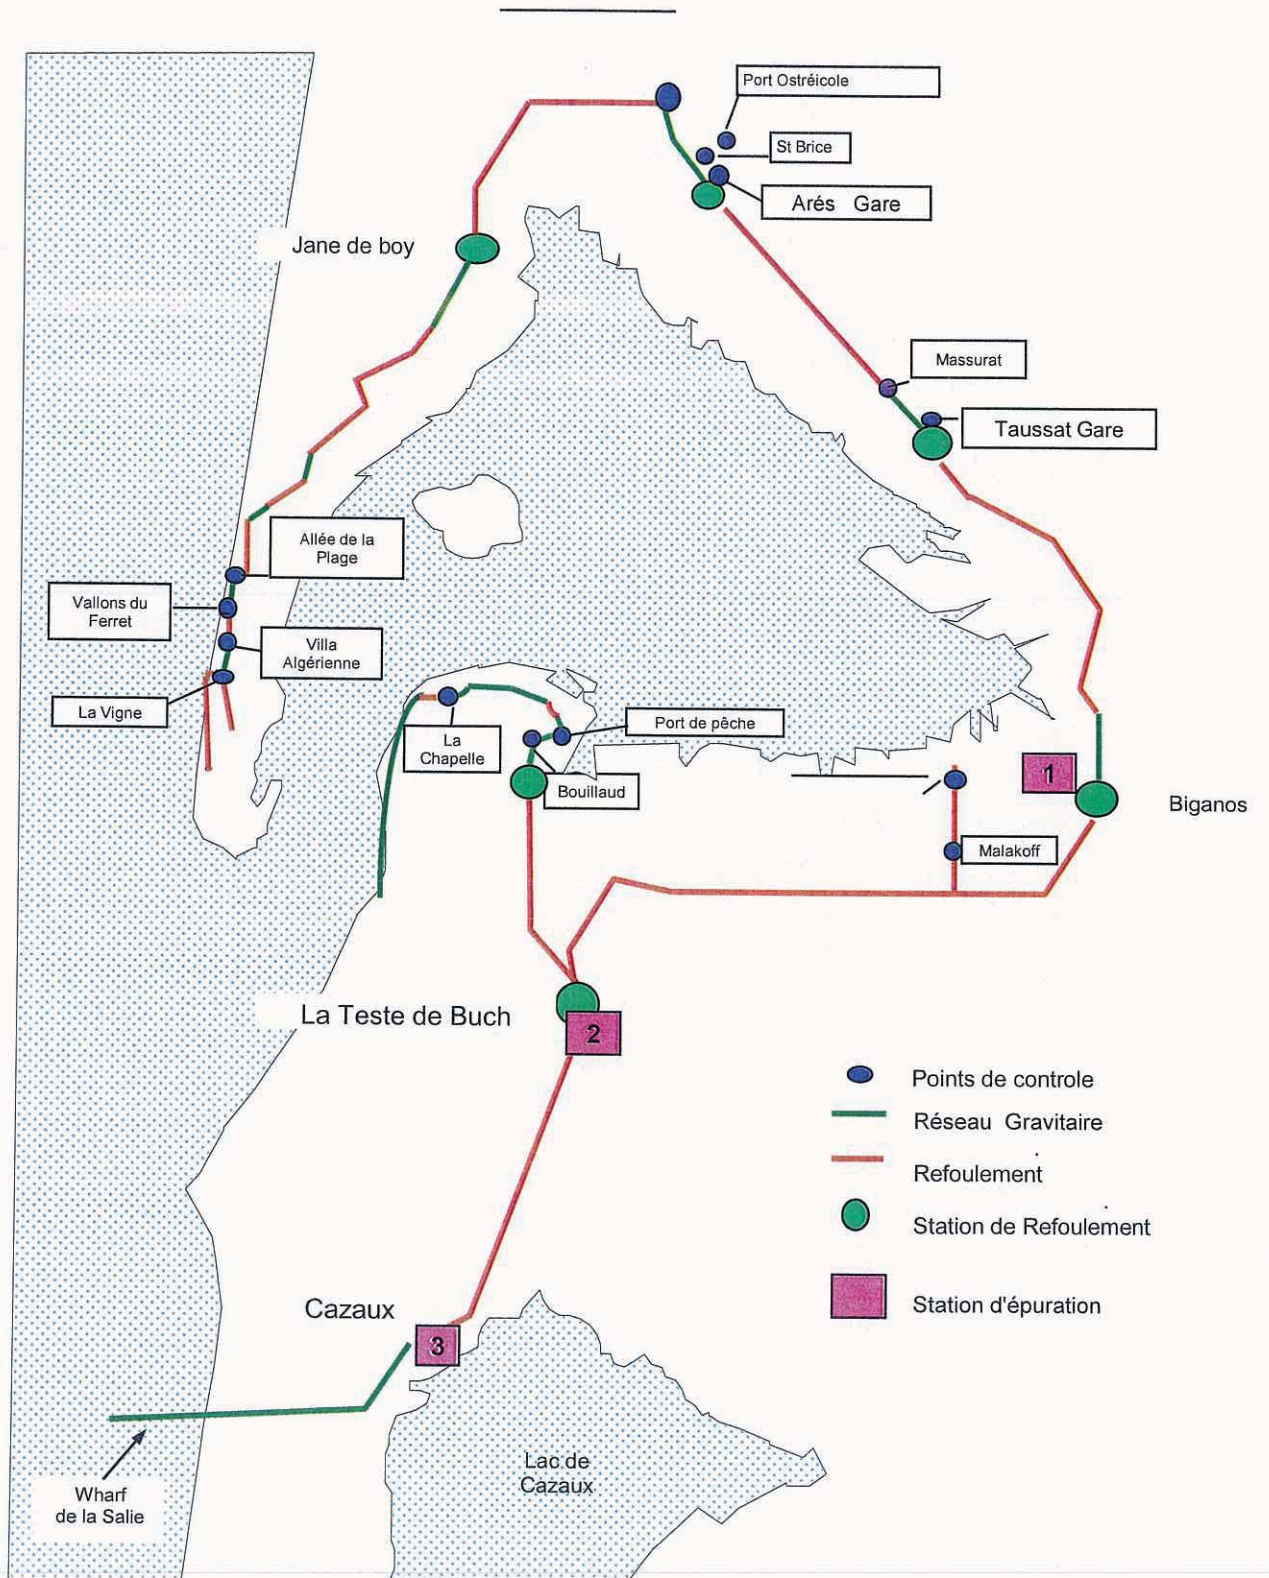 Port Ostréicole
St Brice
Arés Gare
Jane de boy
Massurat
Taussat Gare
Allée de la
Plage
Vallons du
Ferret
Villa
Algérienne
La Vigne
Port de pêche
La
Chapelle
Bouillaud
1
Biganos
Malakoff
La Teste de Buch
2
Points de controle
Réseau Gravitaire
Refoulement
Station de Refoulement
Station d'épuration
Cazaux
3
Lac de
Cazaux
Wharf
de la Salie